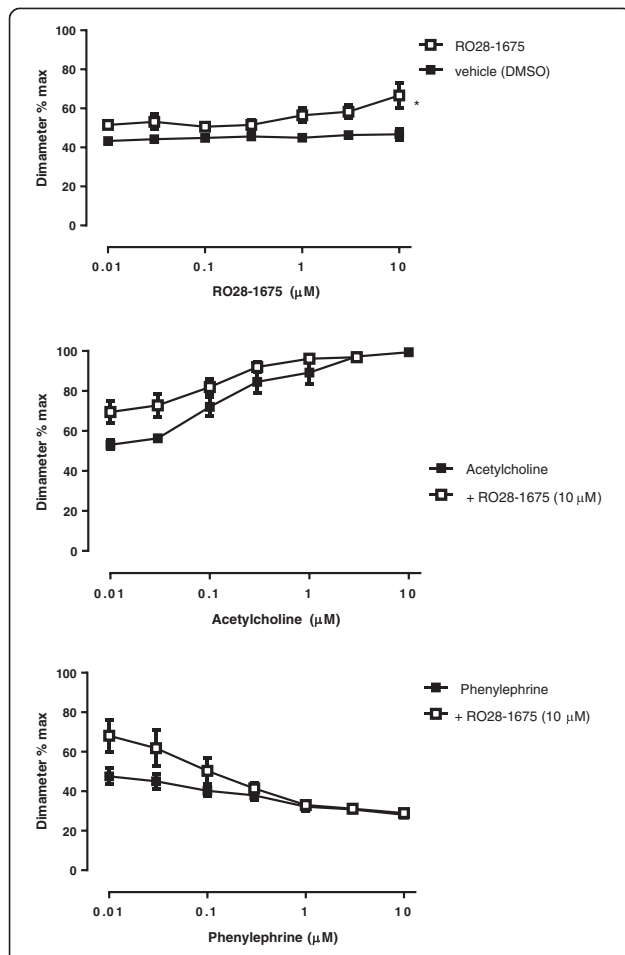 100
80
60
40
20
0
Dimameter % max
RO28-1675
vehicle (DMSO)
*
0.01 0.1 1 10
RO28-1675 (μM)
100
80
60
40
20
0
Dimameter % max
Acetylcholine
+ RO28-1675 (10 μM)
0.01 0.1 1 10
Acetylcholine (μM)
100
80
60
40
20
0
Dimameter % max
Phenylephrine
+ RO28-1675 (10 μM)
0.01 0.1 1 10
Phenylephrine (μM)